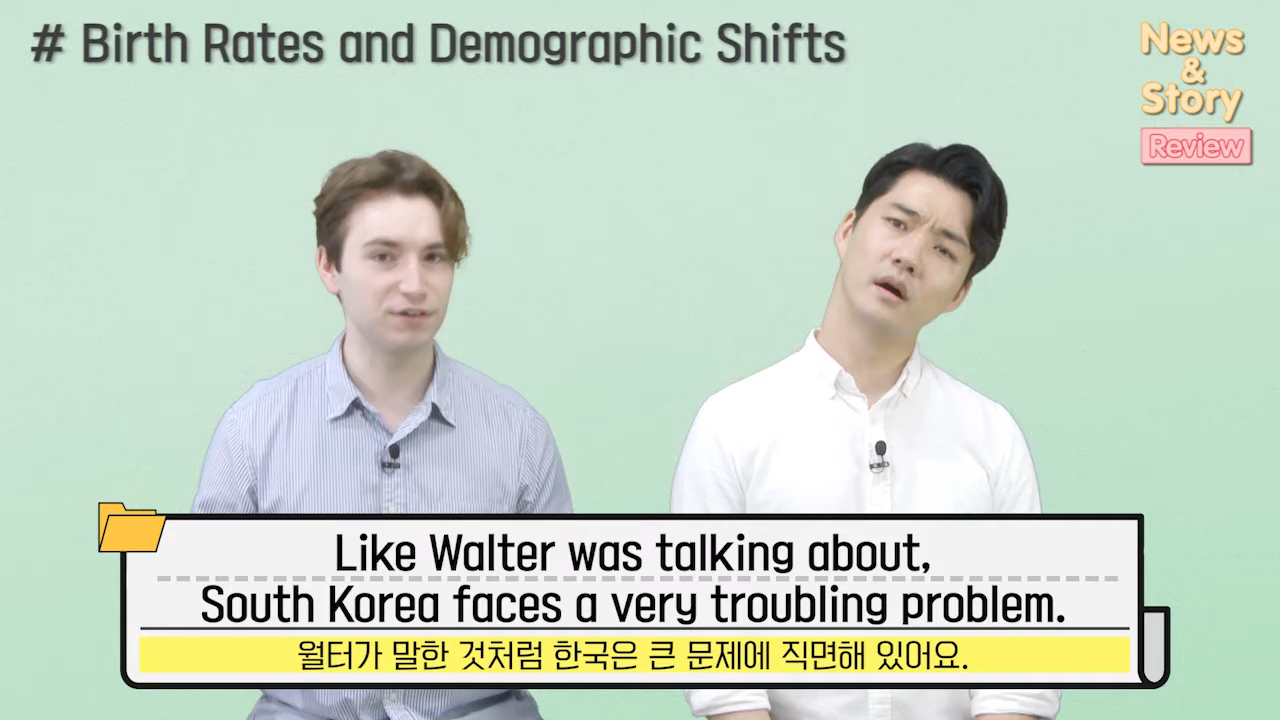 # Birth Rates and Demographic Shifts
News
&
Story
Review
Like Walter was talking about,
South Korea faces a very troubling problem.
월터가 말한 것처럼 한국은 큰 문제에 직면해 있어요.